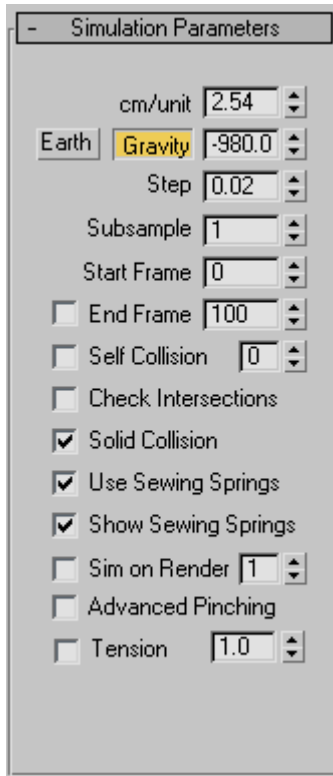 - Simulation Parameters
cm/unit 2.54
Earth Gravity -980.0
Step 0.02
Subsample 1
Start Frame 0
End Frame 100
Self Collision 0
Check Intersections
Solid Collision
Use Sewing Springs
Show Sewing Springs
Sim on Render 1
Advanced Pinching
Tension 1.0